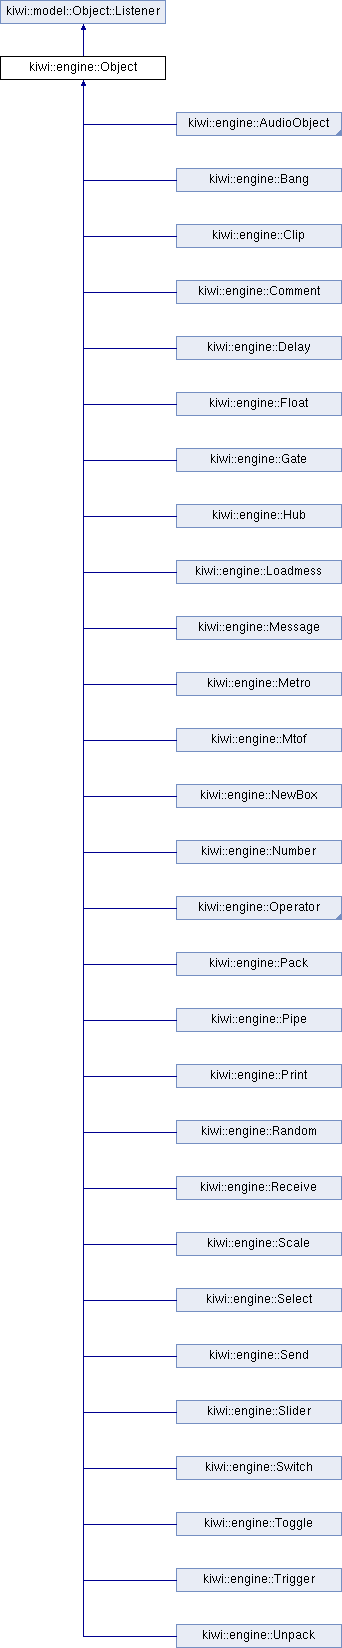 kiwi::model::Object::Listener
kiwi::engine::Object
kiwi::engine::AudioObject
kiwi::engine::Bang
kiwi::engine::Clip
kiwi::engine::Comment
kiwi::engine::Delay
kiwi::engine::Float
kiwi::engine::Gate
kiwi::engine::Hub
kiwi::engine::Loadmess
kiwi::engine::Message
kiwi::engine::Metro
kiwi::engine::Mtof
kiwi::engine::NewBox
kiwi::engine::Number
kiwi::engine::Operator
kiwi::engine::Pack
kiwi::engine::Pipe
kiwi::engine::Print
kiwi::engine::Random
kiwi::engine::Receive
kiwi::engine::Scale
kiwi::engine::Select
kiwi::engine::Send
kiwi::engine::Slider
kiwi::engine::Switch
kiwi::engine::Toggle
kiwi::engine::Trigger
kiwi::engine::Unpack